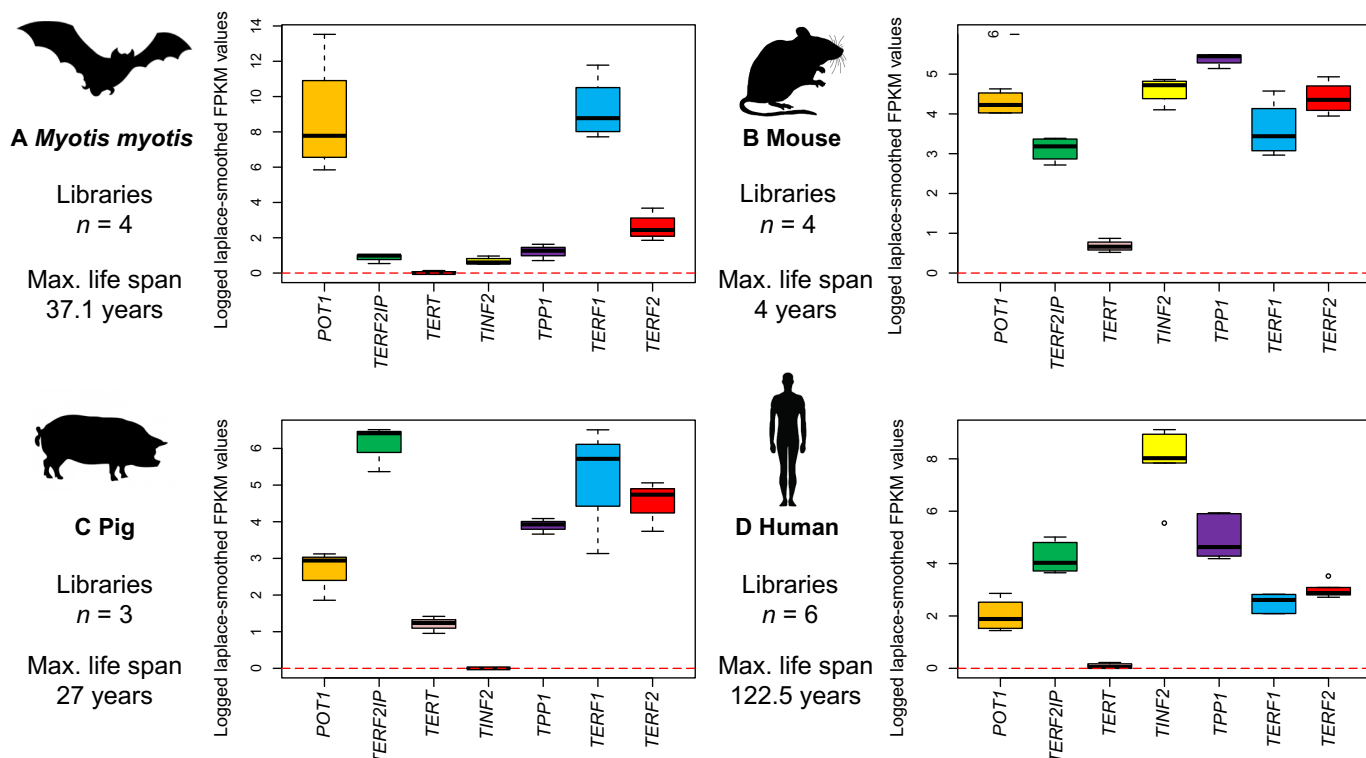 A Myotis myotis
Libraries
n = 4
Max. life span
37.1 years
Logged laplace-smoothed FPKM values
14
12
10
8
6
4
2
0
POT1
TERF2IP
TERT
TINF2
TPP1
TERF1
TERF2
B Mouse
Libraries
n = 4
Max. life span
4 years
Logged laplace-smoothed FPKM values
6
5
4
3
2
1
0
POT1
TERF2IP
TERT
TINF2
TPP1
TERF1
TERF2
C Pig
Libraries
n = 3
Max. life span
27 years
Logged laplace-smoothed FPKM values
6
5
4
3
2
1
0
POT1
TERF2IP
TERT
TINF2
TPP1
TERF1
TERF2
D Human
Libraries
n = 6
Max. life span
122.5 years
Logged laplace-smoothed FPKM values
8
6
4
2
0
POT1
TERF2IP
TERT
TINF2
TPP1
TERF1
TERF2